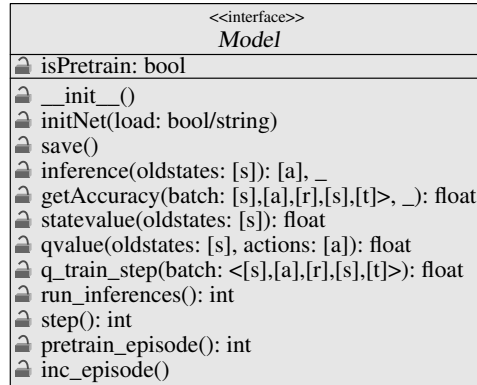 <<interface>>
Model
isPretrain: bool
__init__()
initNet(load: bool/string)
save()
inference(oldstates: [s]): [a], _
getAccuracy(batch: [s],[a],[r],[s],[t]>, _): float
statevalue(oldstates: [s]): float
qvalue(oldstates: [s], actions: [a]): float
q_train_step(batch: <[s],[a],[r],[s],[t]>): float
run_inferences(): int
step(): int
pretrain_episode(): int
inc_episode()